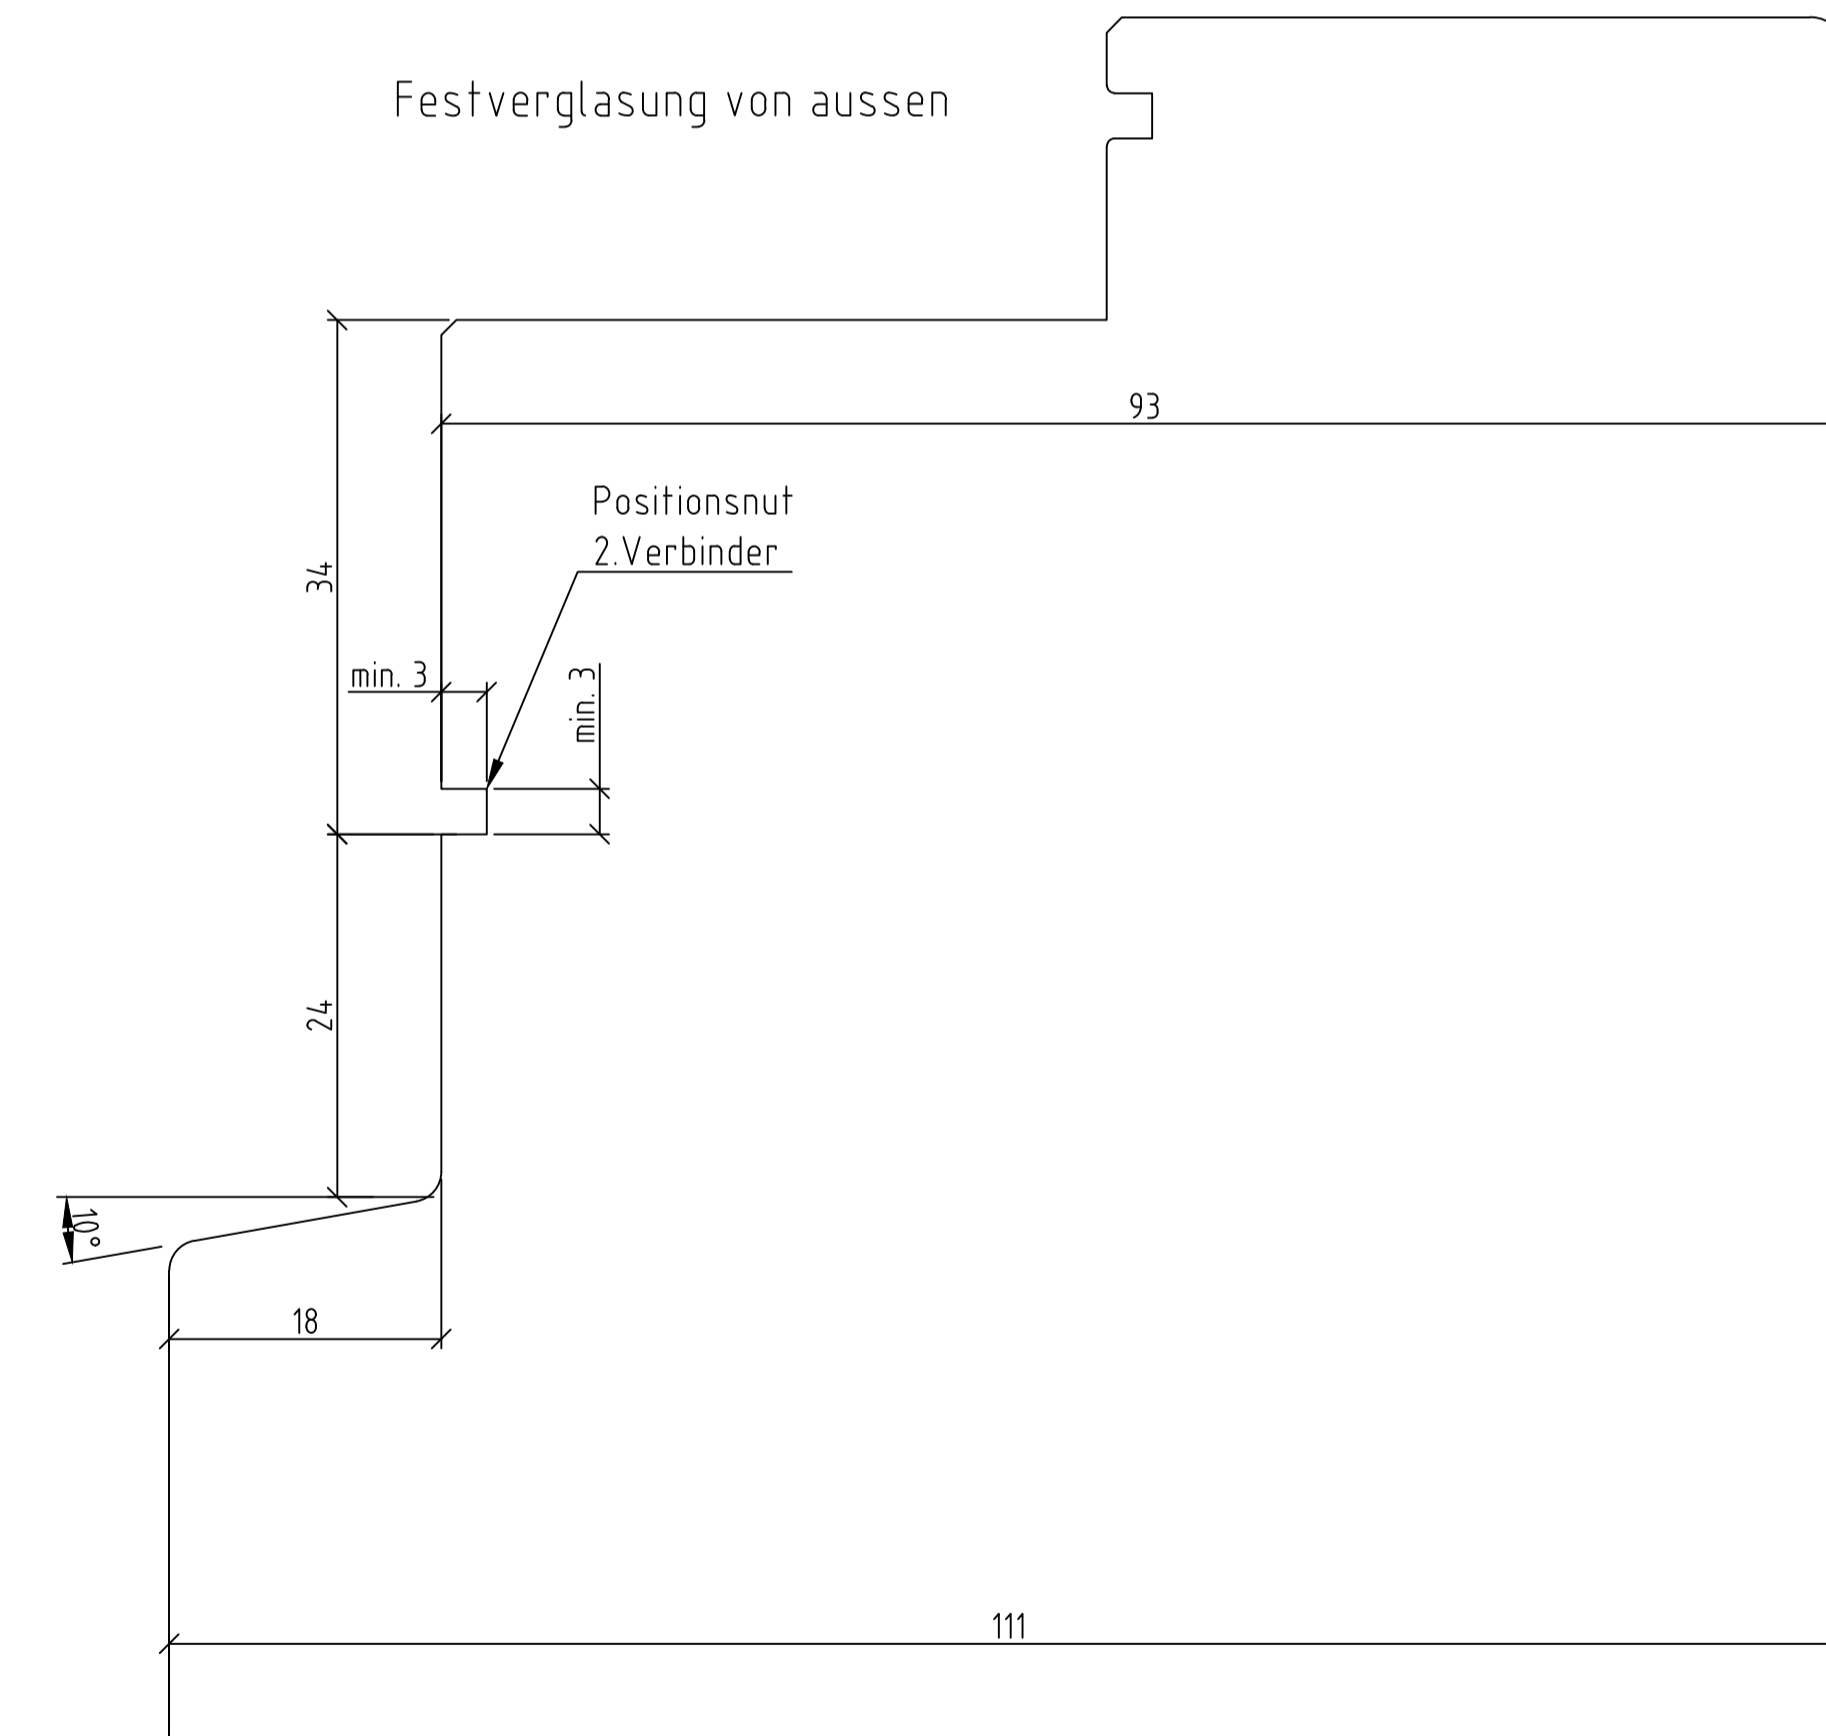 Festverglasung von aussen
93
Positionsnut
2.Verbinder
34
min. 3
min. 3
24
10°
18
111